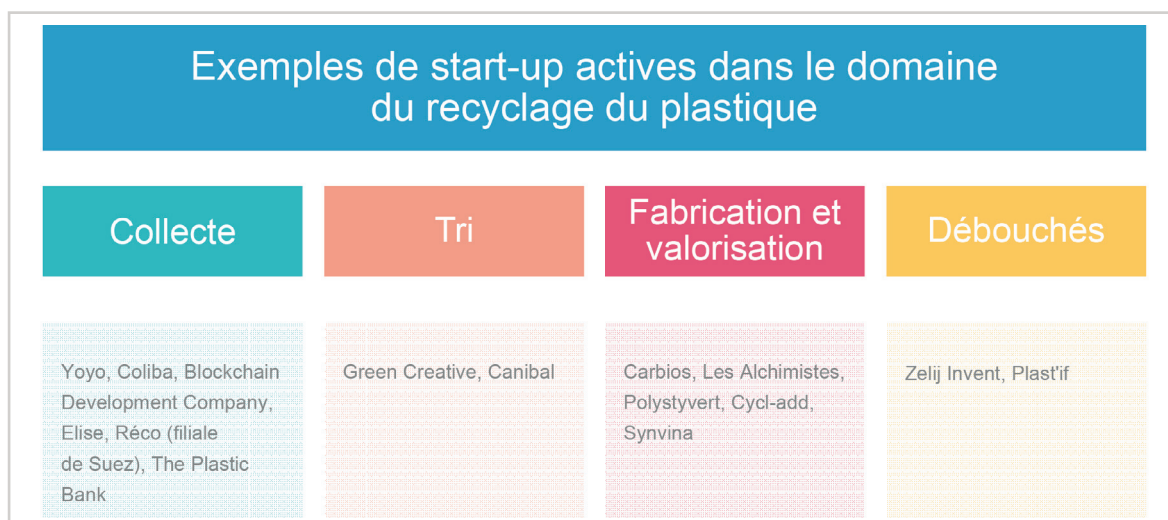 Exemples de start-up actives dans le domaine
du recyclage du plastique
Collecte
Tri
Fabrication et
valorisation
Débouchés
Yoyo, Coliba, Blockchain
Development Company,
Elise, Réco (filiale
de Suez), The Plastic
Bank
Green Creative, Canibal
Carbios, Les Alchimistes,
Polystyvert, Cycl-add,
Synvina
Zelij Invent, Plast'if